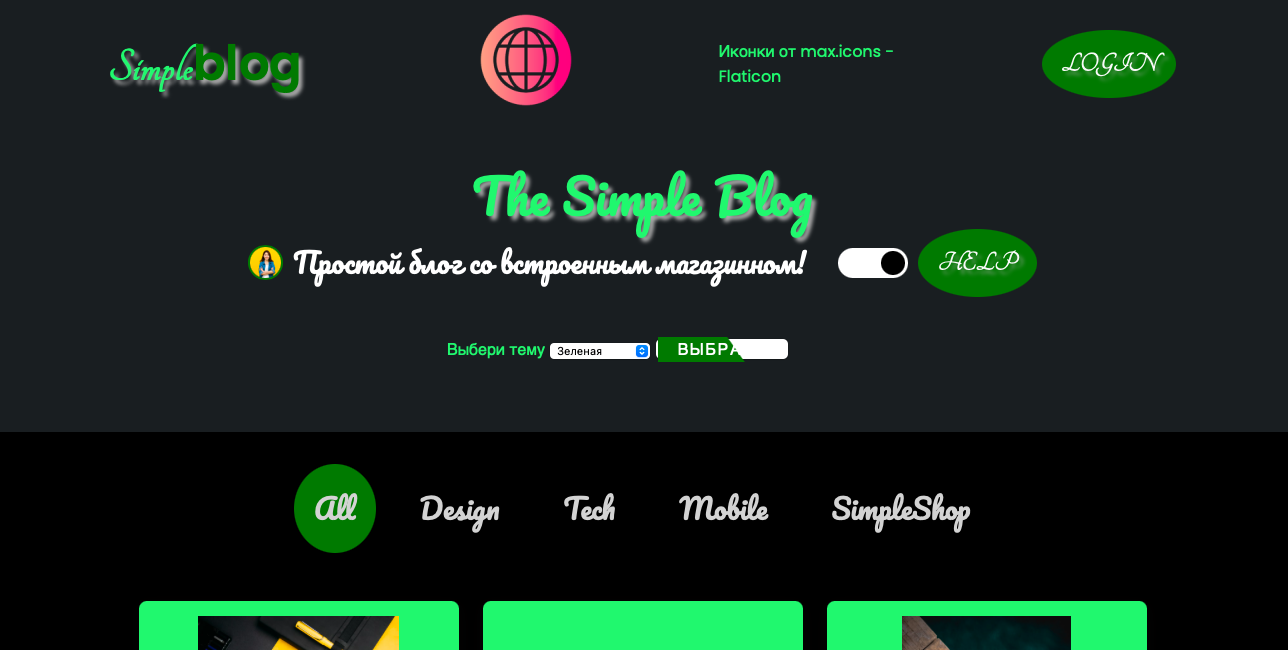 Simpleblog
Иконки от max.icons -
Flaticon
LOGIN
The Simple Blog
Простой блог со встроенным магазинном!
HELP
Выбери тему Зеленая ВЫБРА
All Design Tech Mobile SimpleShop